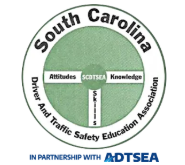 South Carolina
Attitudes SCDTSEA Knowledge
Skills
Driver And Traffic Safety Education Association
IN PARTNERSHIP WITH ADTSEA